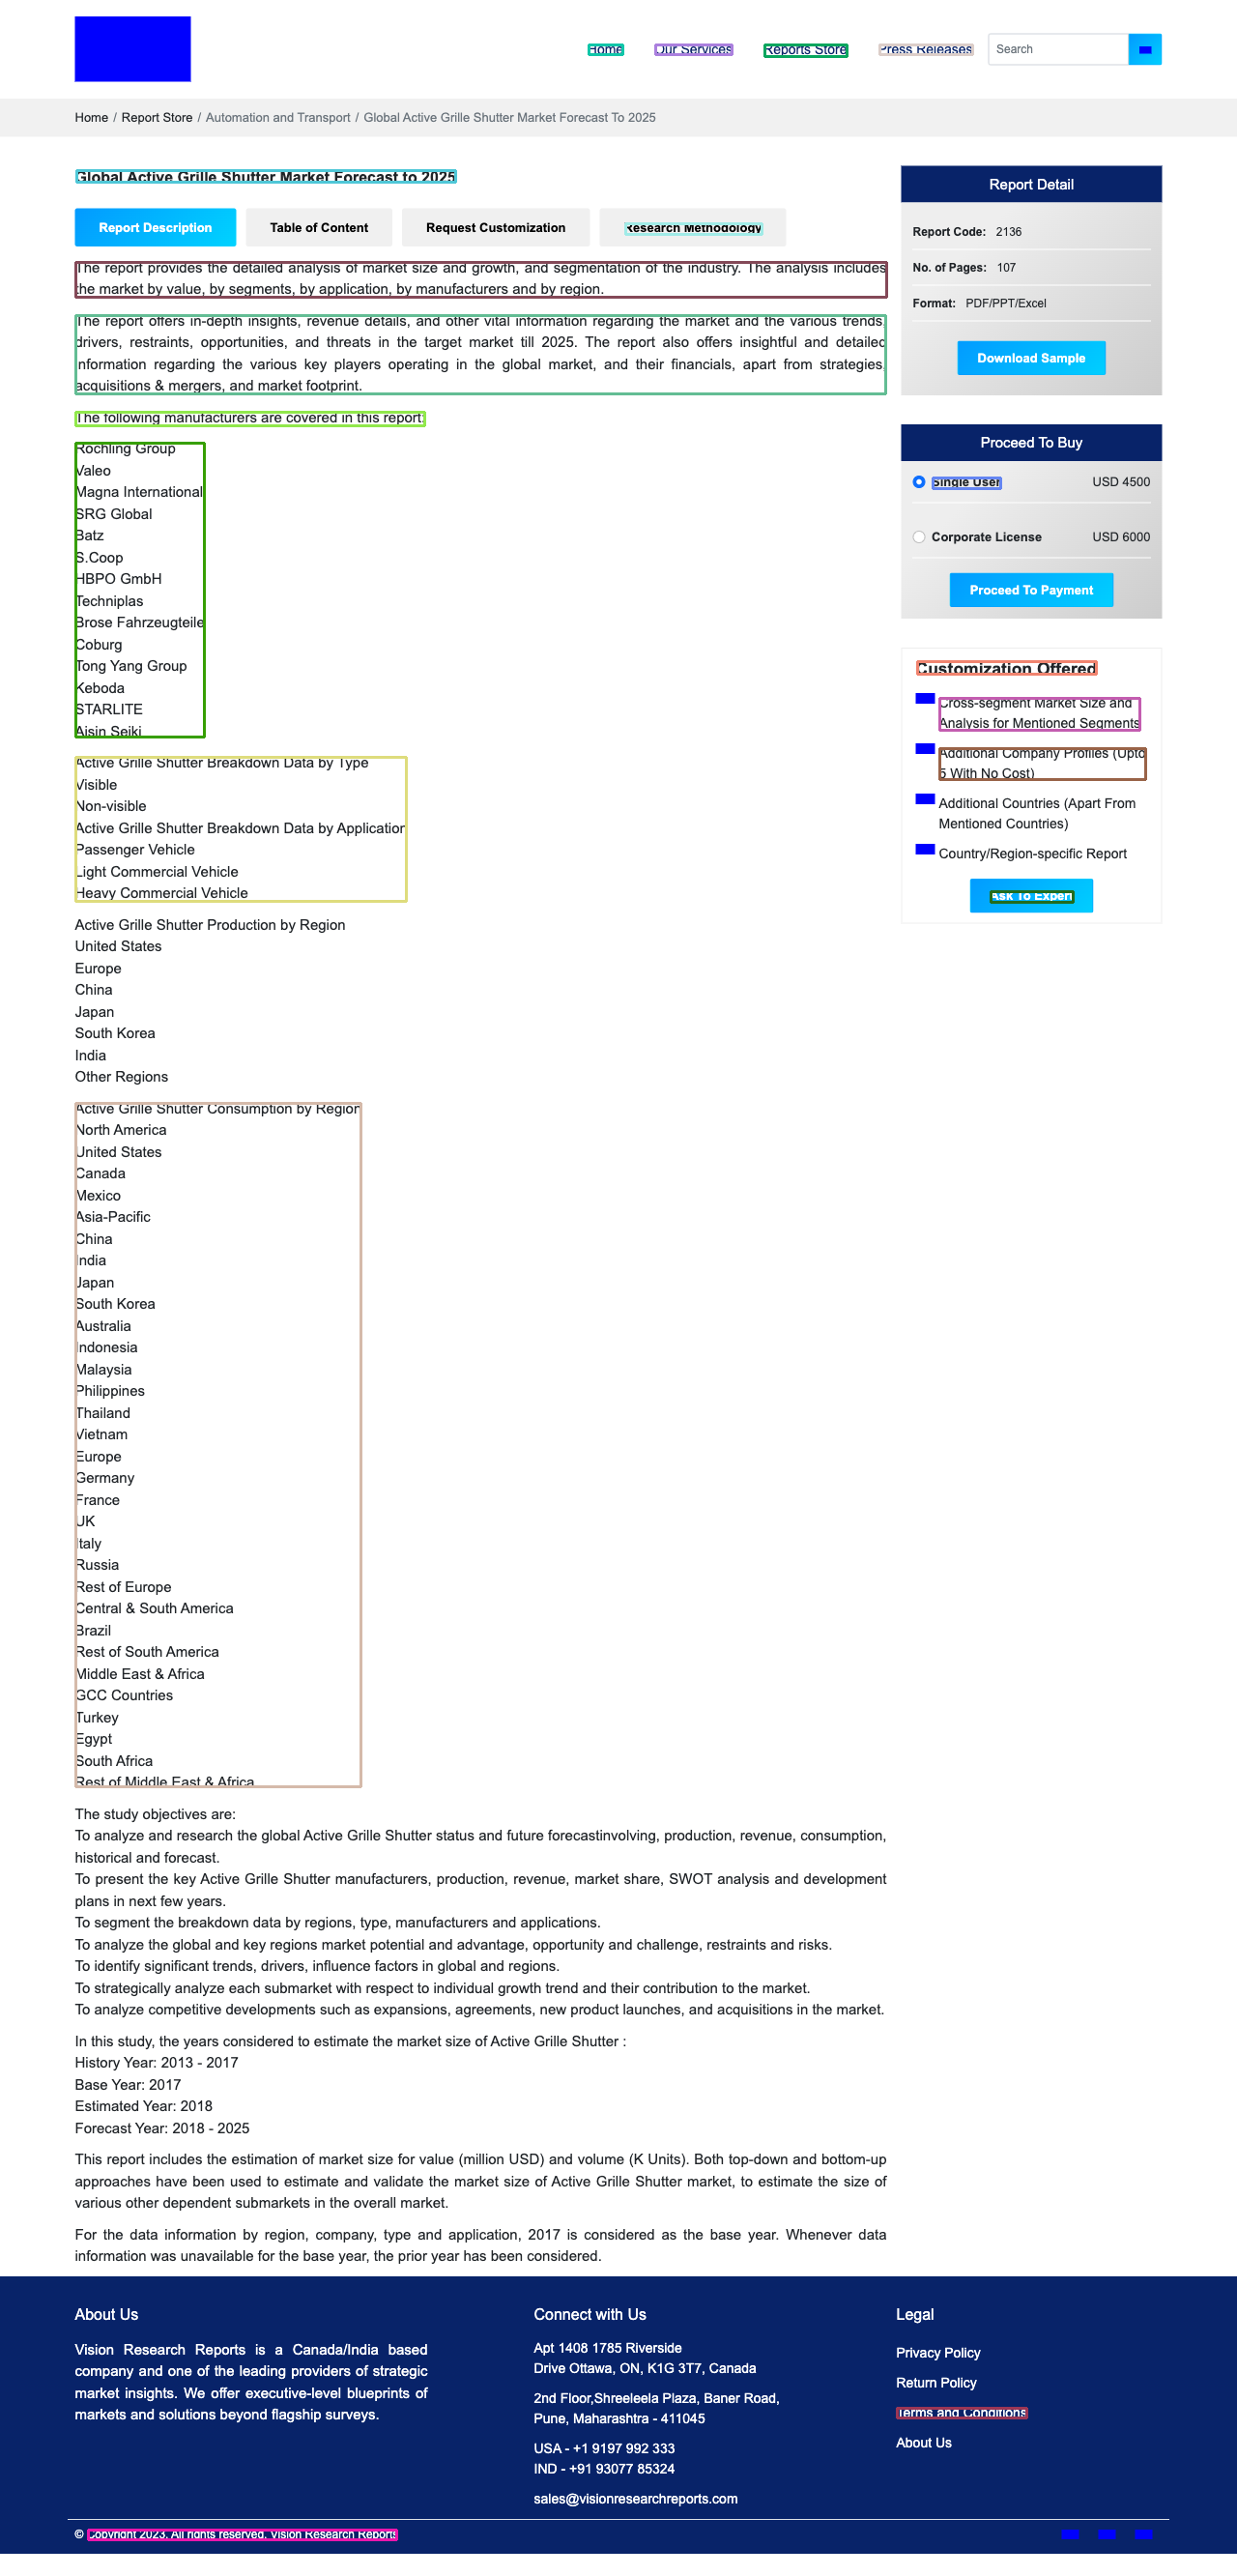 Home
Our Services
Reports Store
Press Releases
Search
Home / Report Store / Automation and Transport / Global Active Grille Shutter Market Forecast To 2025
Global Active Grille Shutter Market Forecast to 2025
Report Description
Table of Content
Request Customization
Research Methodology
The report provides the detailed analysis of market size and growth, and segmentation of the industry. The analysis includes
the market by value, by segments, by application, by manufacturers and by region.
The report offers in-depth insights, revenue details, and other vital information regarding the market and the various trends,
drivers, restraints, opportunities, and threats in the target market till 2025. The report also offers insightful and detailed
information regarding the various key players operating in the global market, and their financials, apart from strategies,
acquisitions & mergers, and market footprint.
The following manufacturers are covered in this report:
Rochling Group
Valeo
Magna International
SRG Global
Batz
S.Coop
HBPO GmbH
Techniplas
Brose Fahrzeugteile
Coburg
Tong Yang Group
Keboda
STARLITE
Aisin Seiki
Active Grille Shutter Breakdown Data by Type
Visible
Non-visible
Active Grille Shutter Breakdown Data by Application
Passenger Vehicle
Light Commercial Vehicle
Heavy Commercial Vehicle
Active Grille Shutter Production by Region
United States
Europe
China
Japan
South Korea
India
Other Regions
Active Grille Shutter Consumption by Region
North America
United States
Canada
Mexico
Asia-Pacific
China
India
Japan
South Korea
Australia
Indonesia
Malaysia
Philippines
Thailand
Vietnam
Europe
Germany
France
UK
Italy
Russia
Rest of Europe
Central & South America
Brazil
Rest of South America
Middle East & Africa
GCC Countries
Turkey
Egypt
South Africa
Rest of Middle East & Africa
The study objectives are:
To analyze and research the global Active Grille Shutter status and future forecastinvolving, production, revenue, consumption,
historical and forecast.
To present the key Active Grille Shutter manufacturers, production, revenue, market share, SWOT analysis and development
plans in next few years.
To segment the breakdown data by regions, type, manufacturers and applications.
To analyze the global and key regions market potential and advantage, opportunity and challenge, restraints and risks.
To identify significant trends, drivers, influence factors in global and regions.
To strategically analyze each submarket with respect to individual growth trend and their contribution to the market.
To analyze competitive developments such as expansions, agreements, new product launches, and acquisitions in the market.
In this study, the years considered to estimate the market size of Active Grille Shutter :
History Year: 2013 - 2017
Base Year: 2017
Estimated Year: 2018
Forecast Year: 2018 - 2025
This report includes the estimation of market size for value (million USD) and volume (K Units). Both top-down and bottom-up
approaches have been used to estimate and validate the market size of Active Grille Shutter market, to estimate the size of
various other dependent submarkets in the overall market.
For the data information by region, company, type and application, 2017 is considered as the base year. Whenever data
information was unavailable for the base year, the prior year has been considered.
Report Detail
Report Code: 2136
No. of Pages: 107
Format: PDF/PPT/Excel
Download Sample
Proceed To Buy
Single User USD 4500
Corporate License USD 6000
Proceed To Payment
Customization Offered
Cross-segment Market Size and
Analysis for Mentioned Segments
Additional Company Profiles (Upto
5 With No Cost)
Additional Countries (Apart From
Mentioned Countries)
Country/Region-specific Report
Ask To Expert
About Us
Vision Research Reports is a Canada/India based
company and one of the leading providers of strategic
market insights. We offer executive-level blueprints of
markets and solutions beyond flagship surveys.
Connect with Us
Apt 1408 1785 Riverside
Drive Ottawa, ON, K1G 3T7, Canada
2nd Floor,Shreeleela Plaza, Baner Road,
Pune, Maharashtra - 411045
USA - +1 9197 992 333
IND - +91 93077 85324
sales@visionresearchreports.com
Legal
Privacy Policy
Return Policy
Terms and Conditions
About Us
© Copyright 2023. All rights reserved. Vision Research Reports